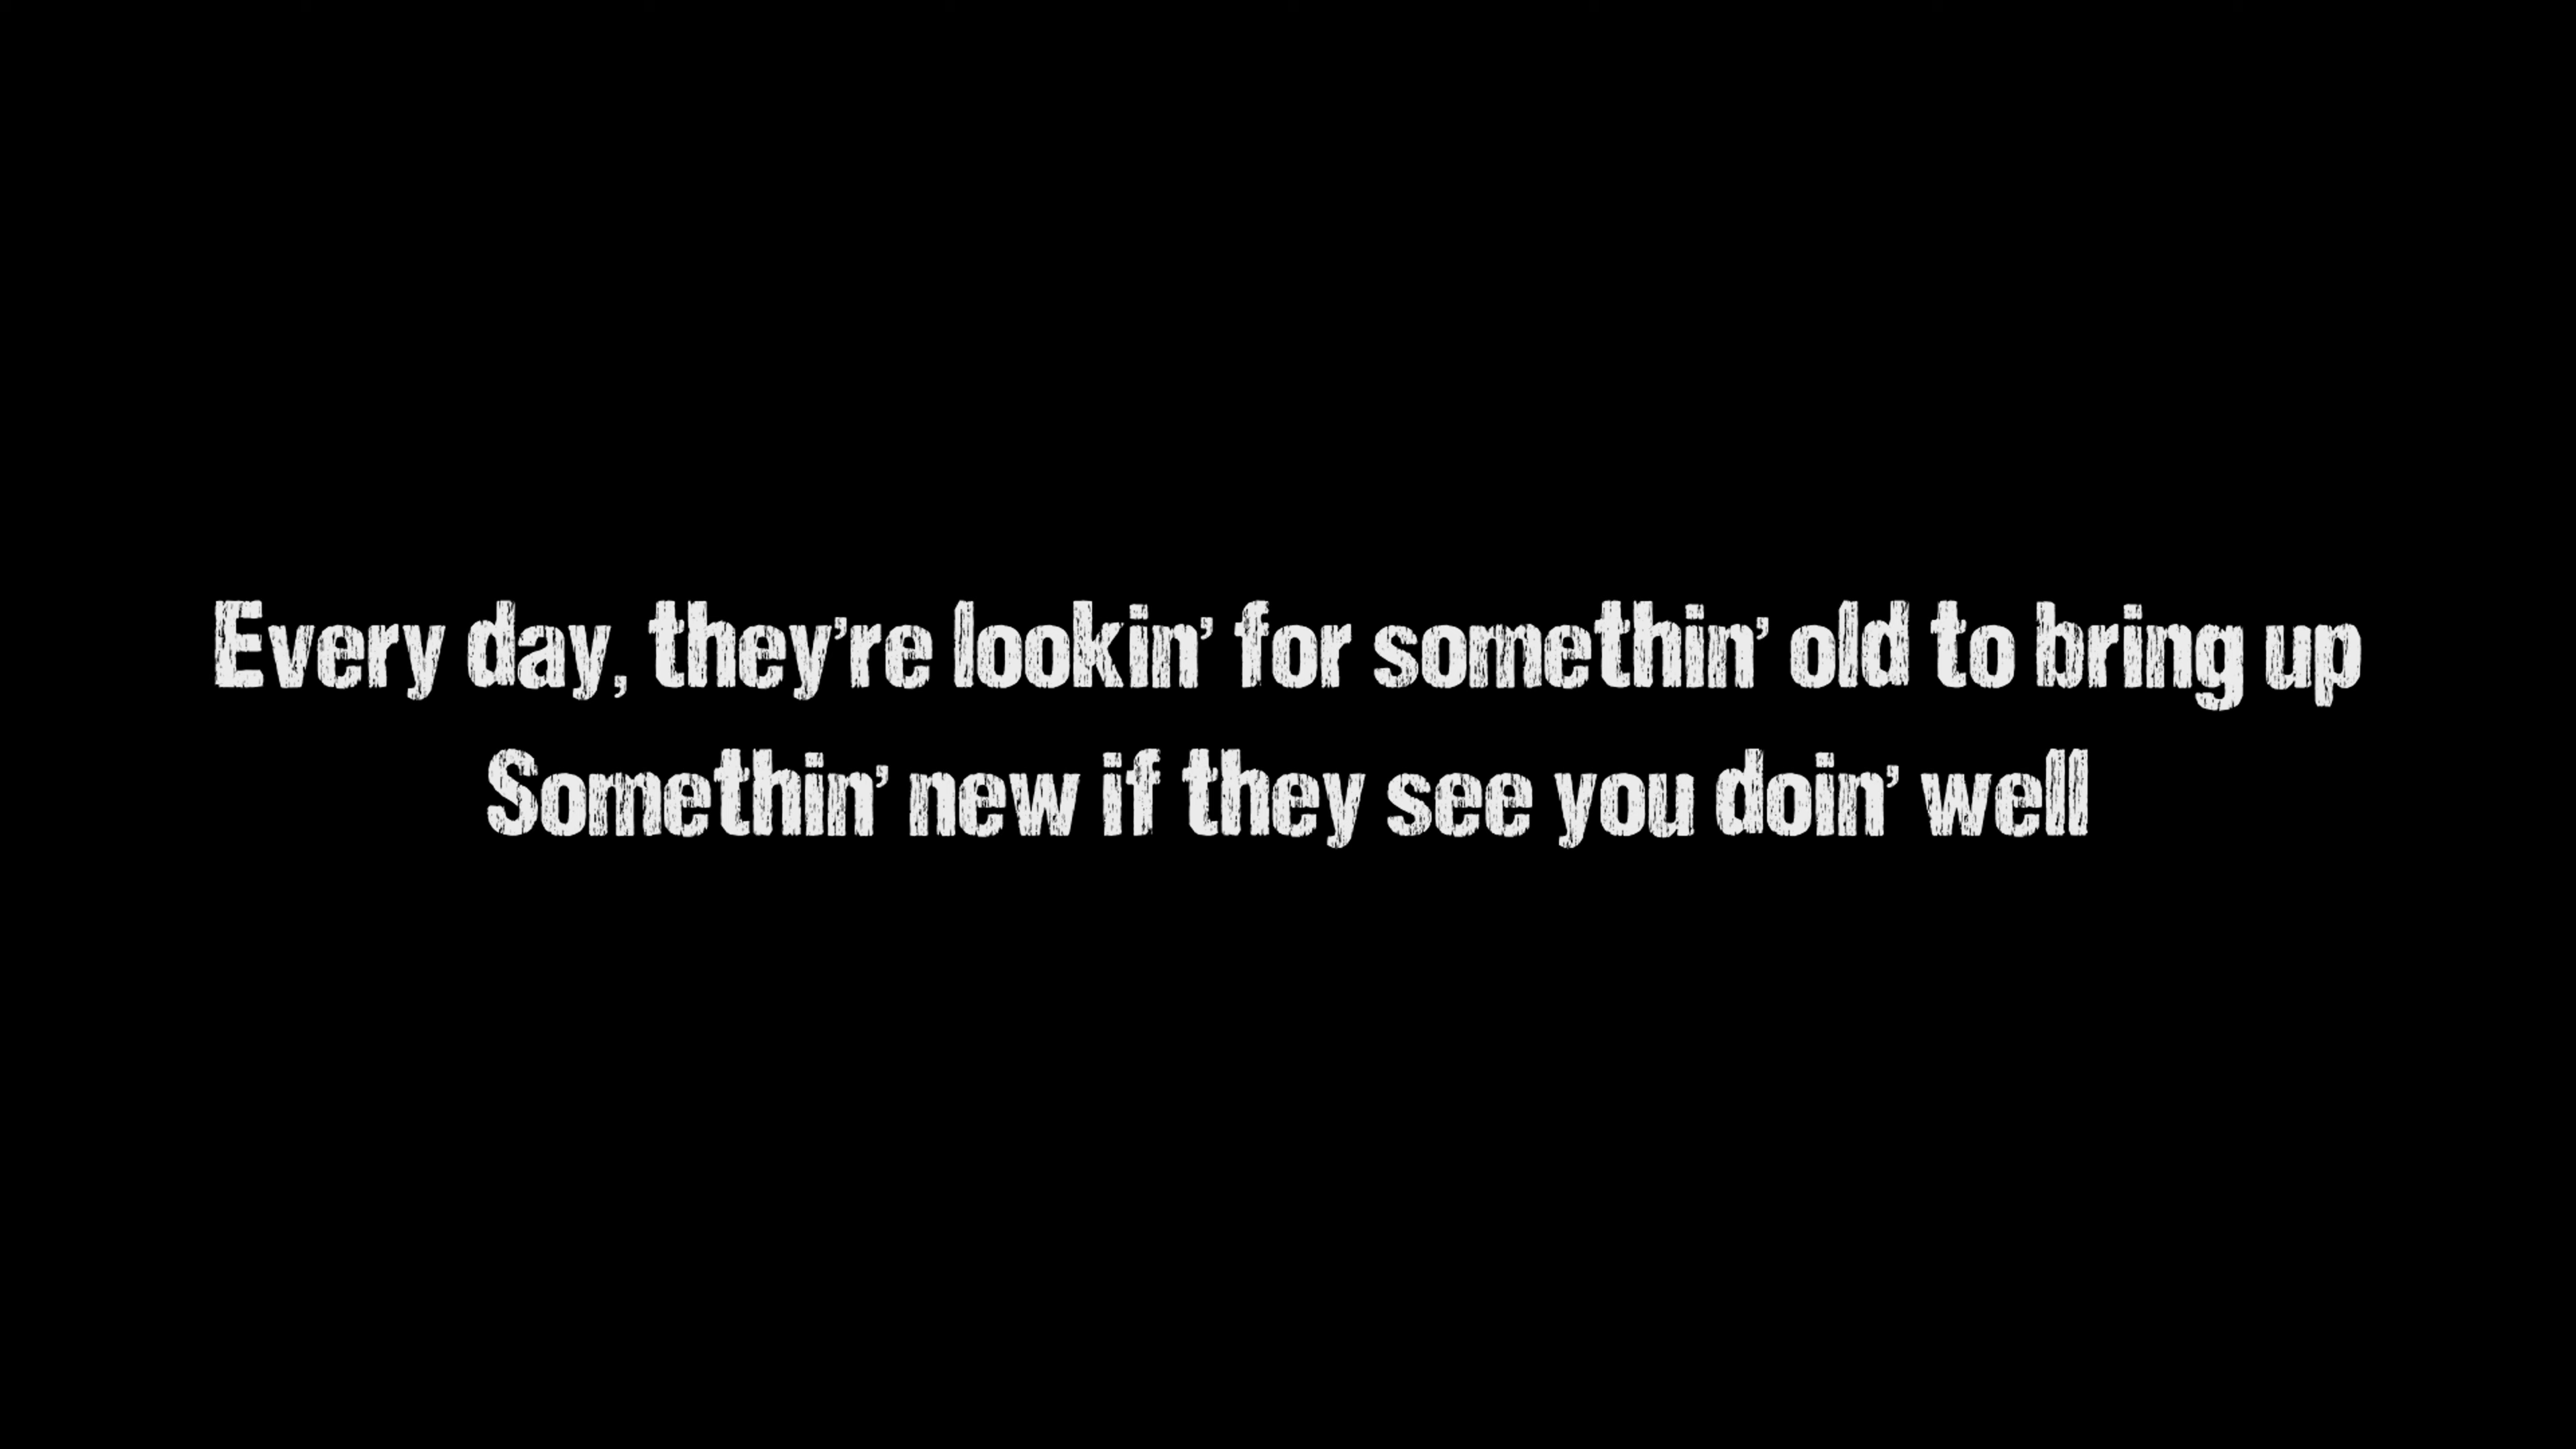 Every day, they’re lookin’ for somethin’ old to bring up
Somethin’ new if they see you doin’ well